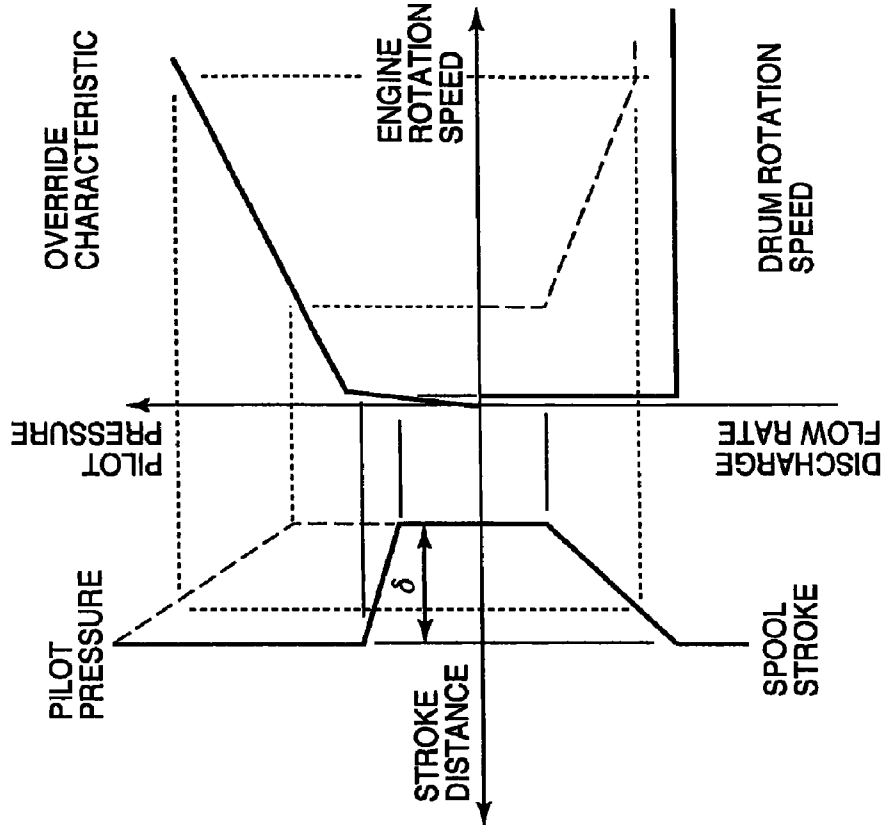 OVERRIDE
CHARACTERISTIC
ENGINE
ROTATION
SPEED
DRUM ROTATION
SPEED
PILOT
PRESSURE
DISCHARGE
FLOW RATE
PILOT
PRESSURE
δ
STROKE
DISTANCE
SPOOL
STROKE